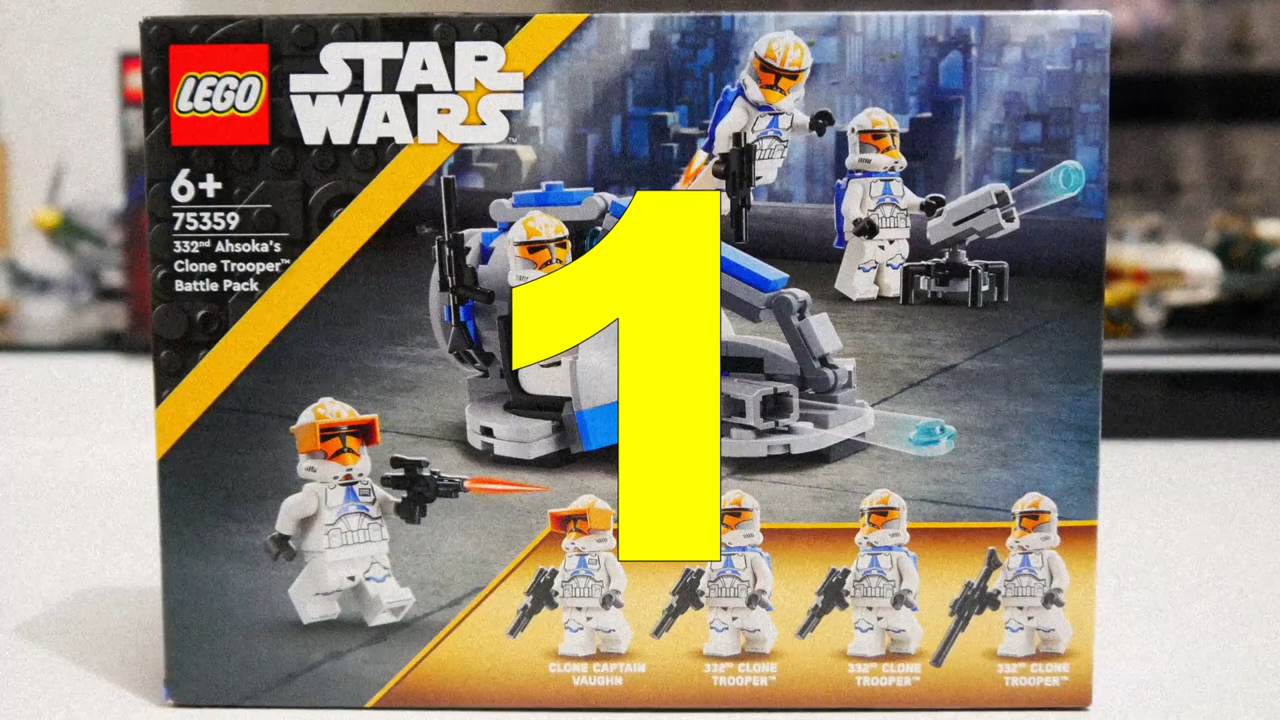 LEGO
STAR
WARS™
6+
75359
332nd Ahsoka's
Clone Trooper™
Battle Pack
1
CLONE CAPTAIN
VAUGHN
332ND CLONE
TROOPER™
332ND CLONE
TROOPER™
332ND CLONE
TROOPER™